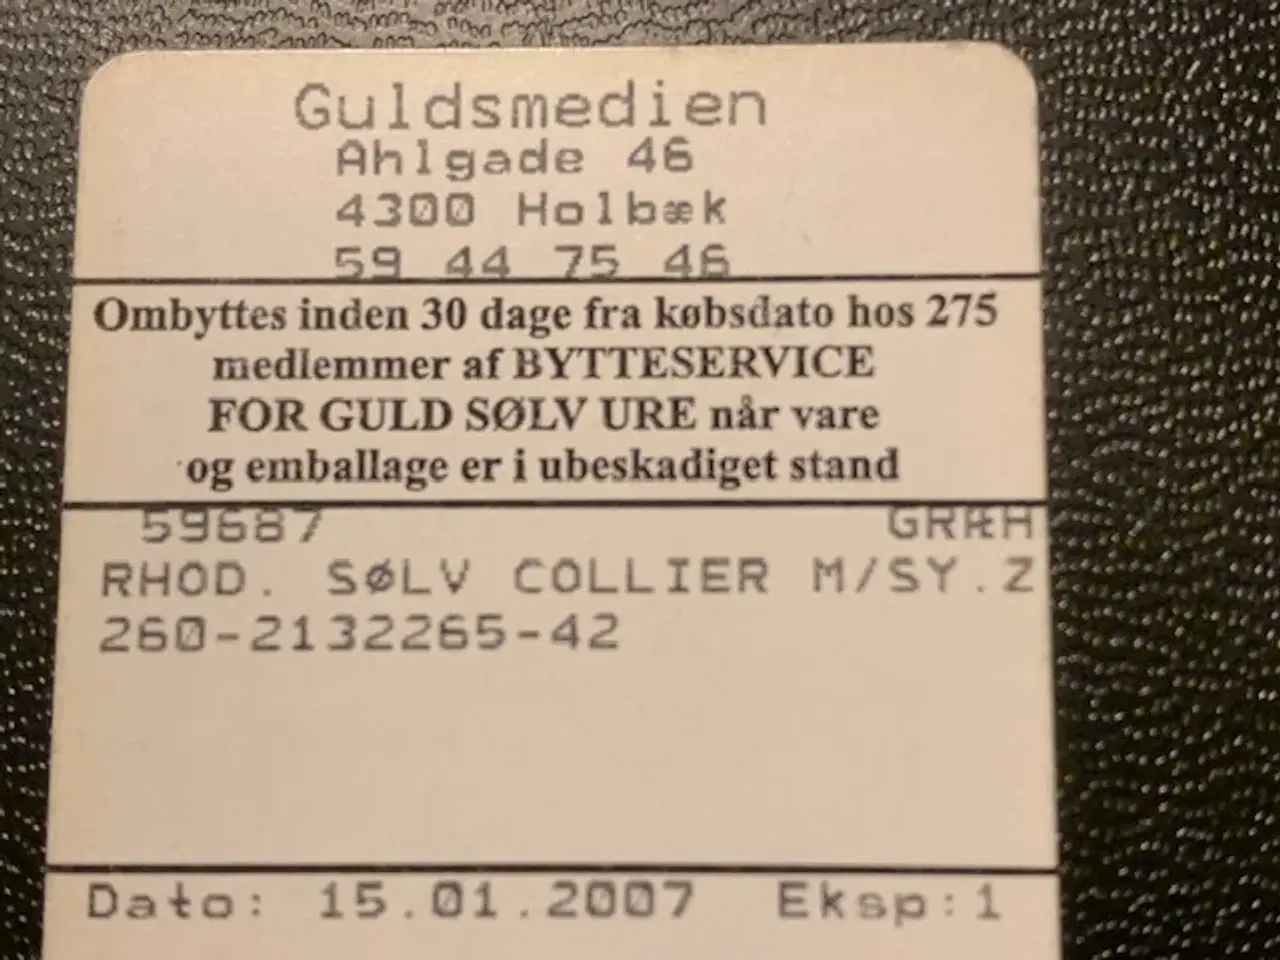 Guldsmedien
Ahlgade 46
4300 Holbæk
59 44 75 46
Ombyttes inden 30 dage fra købsdato hos 275
medlemmer af BYTTESERVICE
FOR GULD SØLV URE når vare
og emballage er i ubeskadiget stand
59687 GRÆH
RHOD. SØLV COLLIER M/SY.Z
260-2132265-42
Dato: 15.01.2007 Eksp:1